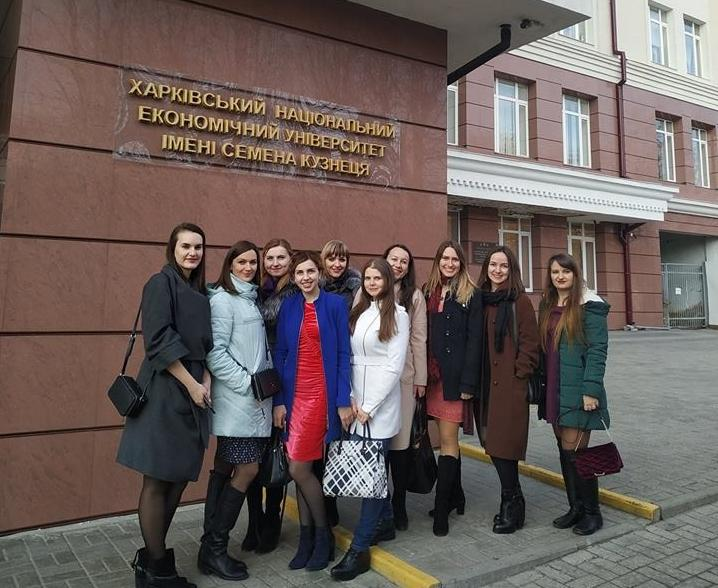 ХАРКІВСЬКИЙ НАЦІОНАЛЬНИЙ
ЕКОНОМІЧНИЙ УНІВЕРСИТЕТ
ІМЕНІ СЕМЕНА КУЗНЕЦЯ